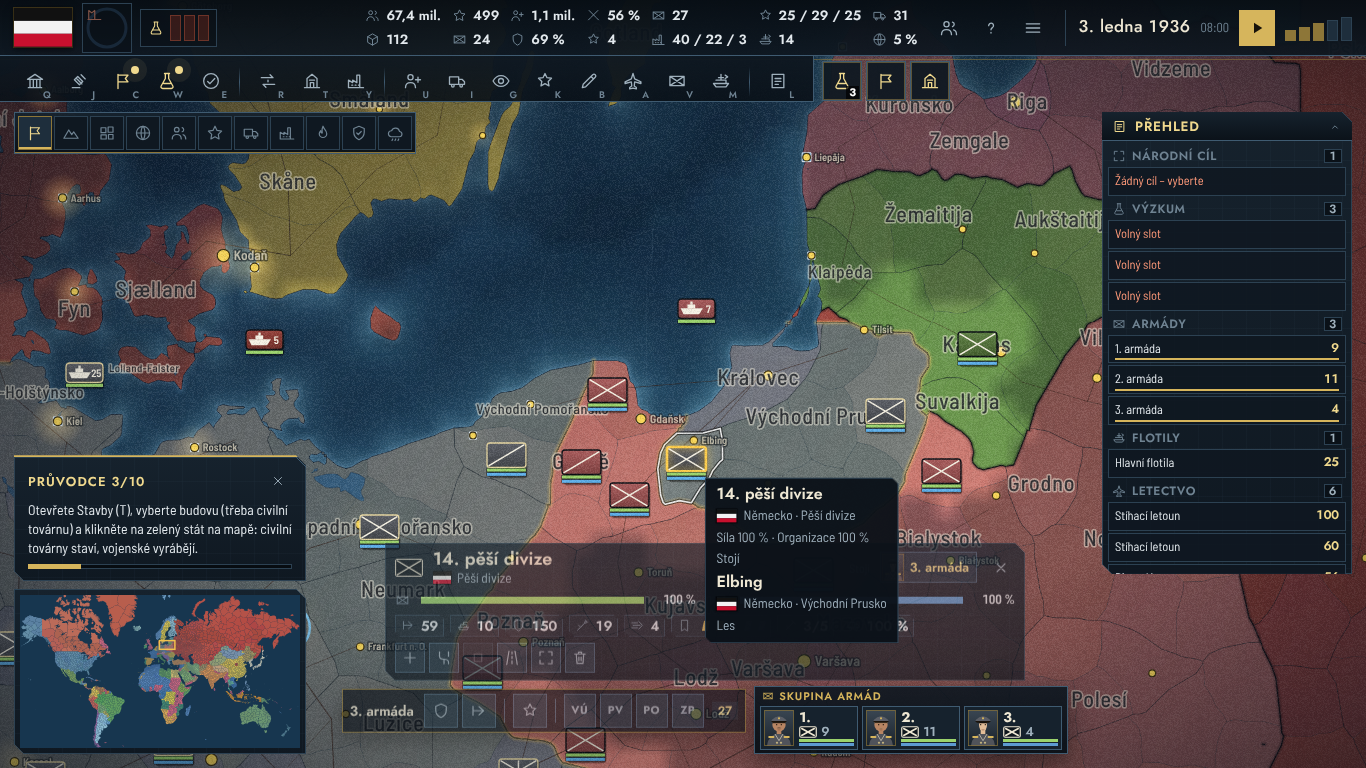 67,4 mil.
499
1,1 mil.
56 %
27
25 / 29 / 25
31
112
24
69 %
4
40 / 22 / 3
14
5 %
?
3. ledna 1936
08:00
Q
J
C
W
E
R
T
Y
U
I
G
K
B
A
V
M
L
3
Småland
Vidzeme
Kuronsko
Riga
Zemgale
Liepāja
Skåne
Aarhus
Žemaitija
Kodaň
Klaipėda
Sjælland
Fyn
7
5
Tilsit
Lolland-Falster
25
Královec
Východní
Suvalkija
Gdaňsk
Kiel
Elbing
Rostock
Grodno
PŘEHLED
NÁRODNÍ CÍL
1
Žádný cíl – vyberte
VÝZKUM
3
Volný slot
Volný slot
Volný slot
ARMÁDY
3
1. armáda
9
2. armáda
11
3. armáda
4
FLOTILY
1
Hlavní flotila
25
LETECTVO
6
Stíhací letoun
100
Stíhací letoun
60
PRŮVODCE 3/10
Otevřete Stavby (T), vyberte budovu (třeba civilní
továrnu) a klikněte na zelený stát na mapě: civilní
továrny staví, vojenské vyrábějí.
14. pěší divize
Německo · Pěší divize
Síla 100 % · Organizace 100 %
Stojí
Elbing
Německo · Východní Prusko
Les
Bialystok
Białystok
14. pěší divize
Pěší divize
3. armáda
100 %
100 %
59
10
150
19
4
Neumark
Toruň
Poznaň
Poznaň
Lodž
Varšava
Varšava
Polesí
Lužice
3. armáda
VÚ
PV
PO
27
SKUPINA ARMÁD
1.
9
2.
11
3.
4